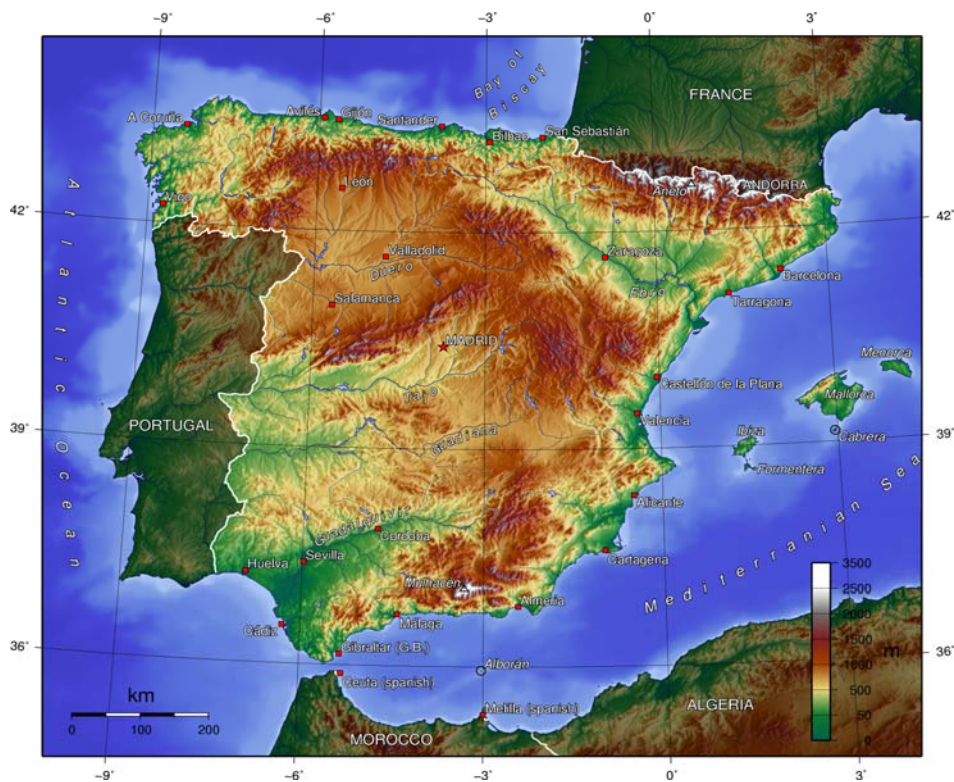 −9° −6° −3° 0° 3°
Bay of
Biscay
FRANCE
A Coruña
Avilés
Gijón
Santander
Bilbao
San Sebastián
León
Aneto
ANDORRA
Vigo
42° 42°
Valladolid
Duero
Zaragoza
Ebro
Barcelona
Tarragona
Salamanca
MADRID
Menorca
Mallorca
Castellón de la Plana
Tajo
PORTUGAL
Valencia
Ibiza
Cabrera
39° 39°
Guadiana
Formentera
Atlantic Ocean
Alicante
Guadalquivir
Córdoba
Sevilla
Huelva
Cartagena
Mediterranian Sea
Mulhacén
Almería
Málaga
Cádiz
Gibraltar (G.B.)
36° 36°
Alborán
Ceuta (spanish)
Melilla (spanish)
MOROCCO
ALGERIA
km
0 100 200
3500
2500
2000
1500
1000
500
200
50
0
m
−9° −6° −3° 0° 3°